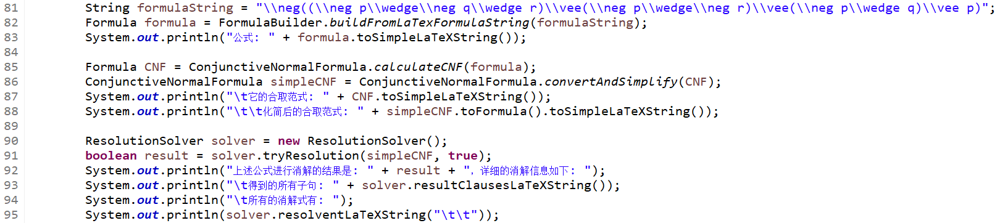 81 String formulaString = "\\neg((\\neg p\\wedge\\neg q\\wedge r)\\vee(\\neg p\\wedge\\neg r)\\vee(\\neg p\\wedge q)\\vee p)";
82 Formula formula = FormulaBuilder.buildFromLaTexFormulaString(formulaString);
83 System.out.println("公式: " + formula.toSimpleLaTeXString());
84
85 Formula CNF = ConjunctiveNormalFormula.calculateCNF(formula);
86 ConjunctiveNormalFormula simpleCNF = ConjunctiveNormalFormula.convertAndSimplify(CNF);
87 System.out.println("\t它的合取范式: " + CNF.toSimpleLaTeXString());
88 System.out.println("\t\t化简后的合取范式: " + simpleCNF.toFormula().toSimpleLaTeXString());
89
90 ResolutionSolver solver = new ResolutionSolver();
91 boolean result = solver.tryResolution(simpleCNF, true);
92 System.out.println("上述公式进行消解的结果是: " + result + ", 详细的消解信息如下: ");
93 System.out.println("\t得到的所有子句: " + solver.resultClausesLaTeXString());
94 System.out.println("\t所有的消解式有: ");
95 System.out.println(solver.resolventLaTeXString("\t\t"));